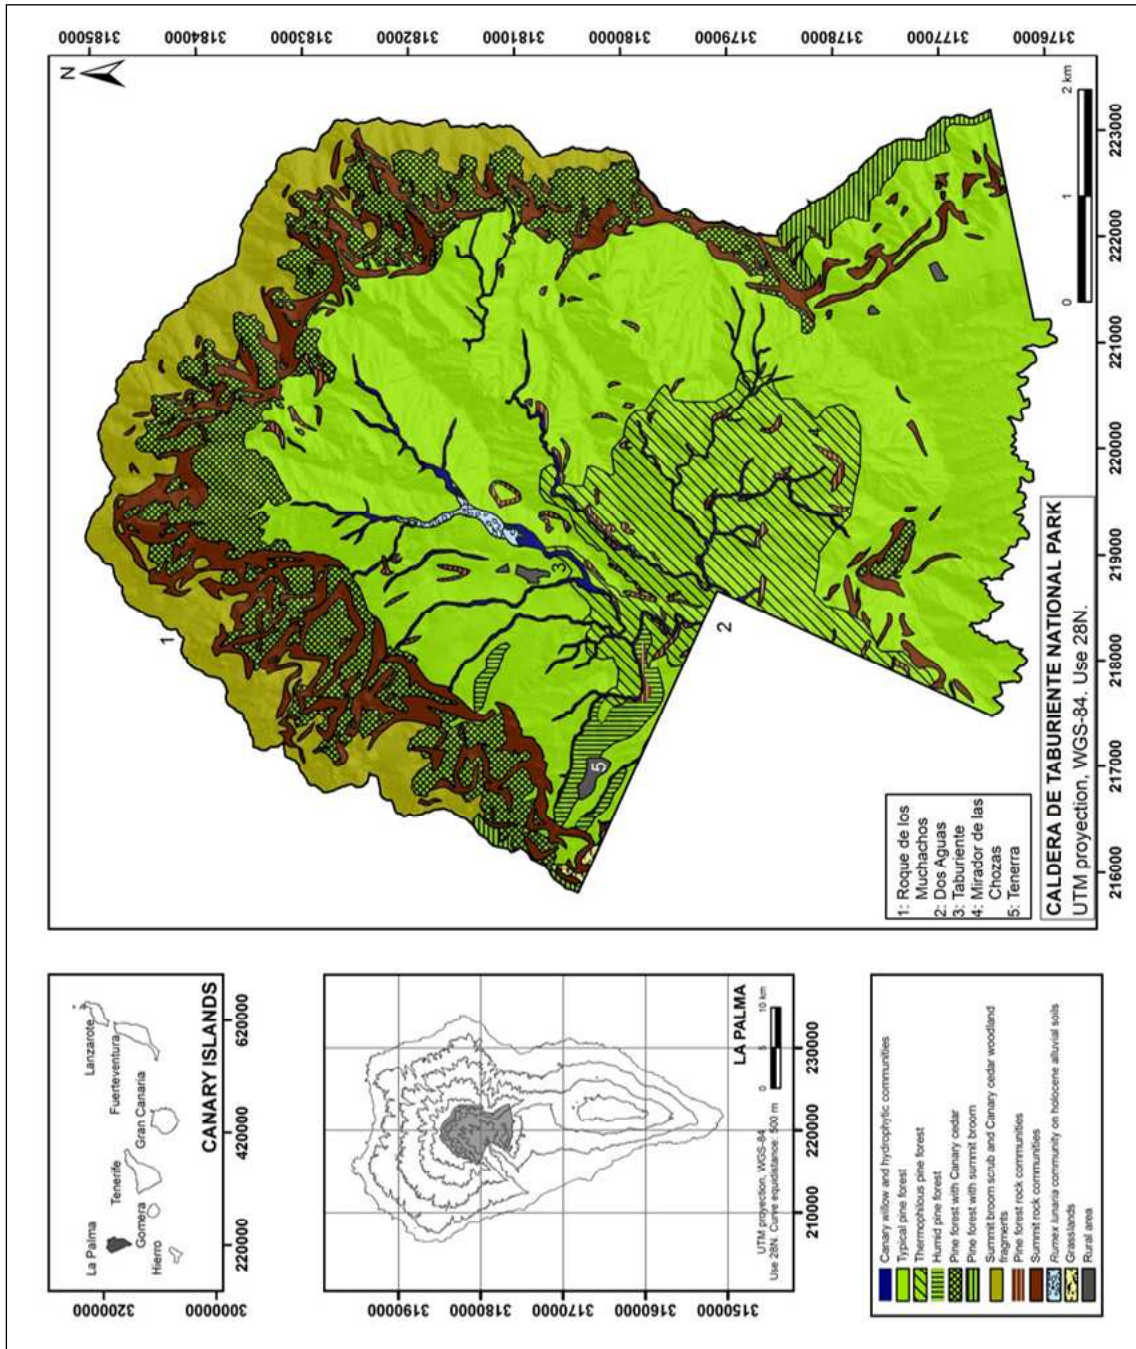 3185000
3184000
3183000
3182000
3181000
3180000
3179000
3178000
3177000
3176000
N
1
2
3
4
5
0 1 2 km
216000
217000
218000
219000
220000
221000
222000
223000
1: Roque de los
Muchachos
2: Dos Aguas
3: Taburiente
4: Mirador de las
Chozas
5: Tenerra
CALDERA DE TABURIENTE NATIONAL PARK
UTM proyection, WGS-84. Use 28N.
La Palma
Tenerife
Lanzarote
Gomera
Fuerteventura
Hierro
Gran Canaria
CANARY ISLANDS
3200000
3000000
220000
420000
620000
3190000
3180000
3170000
3160000
3150000
210000
220000
230000
LA PALMA
0 5 10 km
UTM proyection, WGS-84
Use 28N. Curve equidistance: 500 m
Canary willow and hydrophytic communities
Typical pine forest
Thermophilous pine forest
Humid pine forest
Pine forest with Canary cedar
Pine forest with summit broom
Summit broom scrub and Canary cedar woodland
fragments
Pine forest rock communities
Summit rock communities
Rumex lunaria community on holocene alluvial soils
Grasslands
Rural area